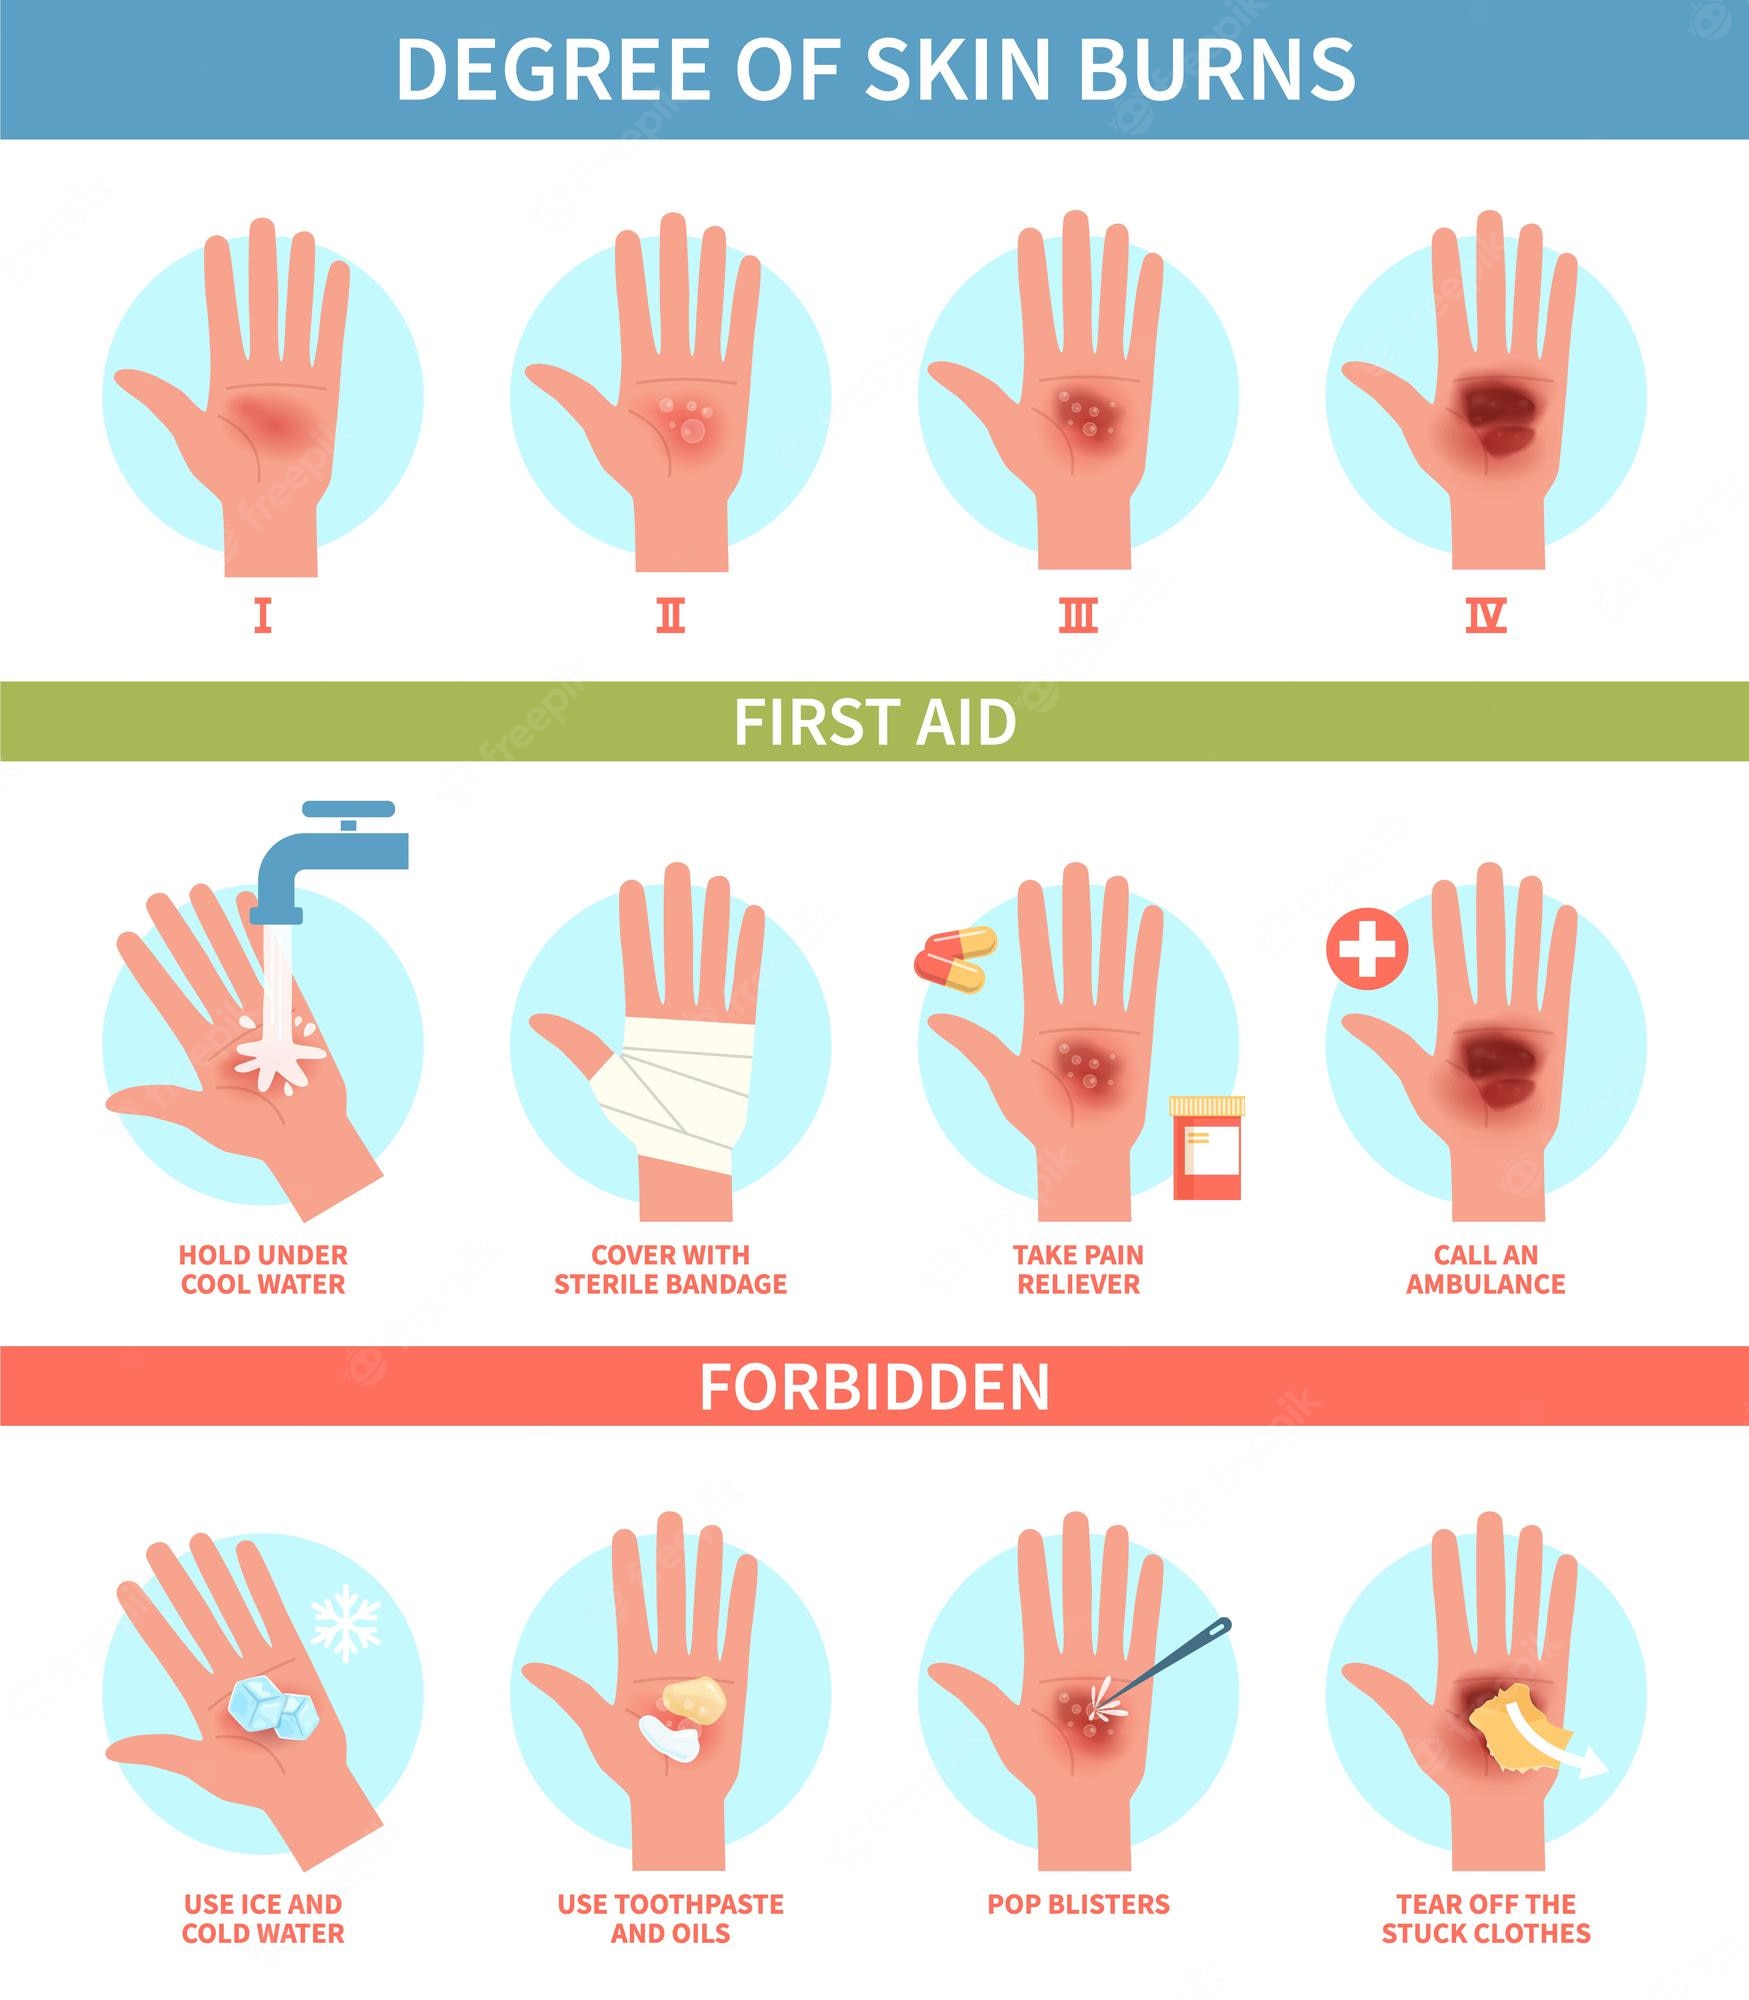 DEGREE OF SKIN BURNS
I
II
III
IV
FIRST AID
HOLD UNDER
COOL WATER
COVER WITH
STERILE BANDAGE
TAKE PAIN
RELIEVER
CALL AN
AMBULANCE
FORBIDDEN
USE ICE AND
COLD WATER
USE TOOTHPASTE
AND OILS
POP BLISTERS
TEAR OFF THE
STUCK CLOTHES
freepik